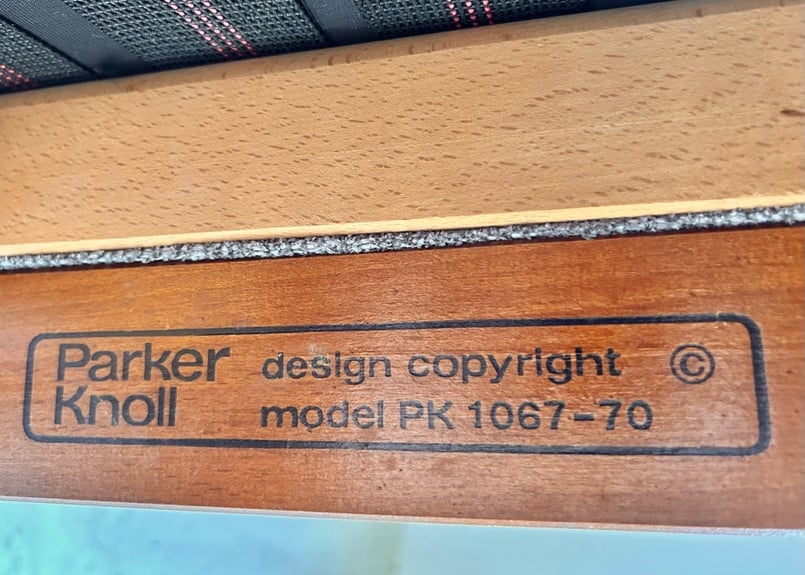 Parker Knoll
design copyright ©
model PK 1067-70